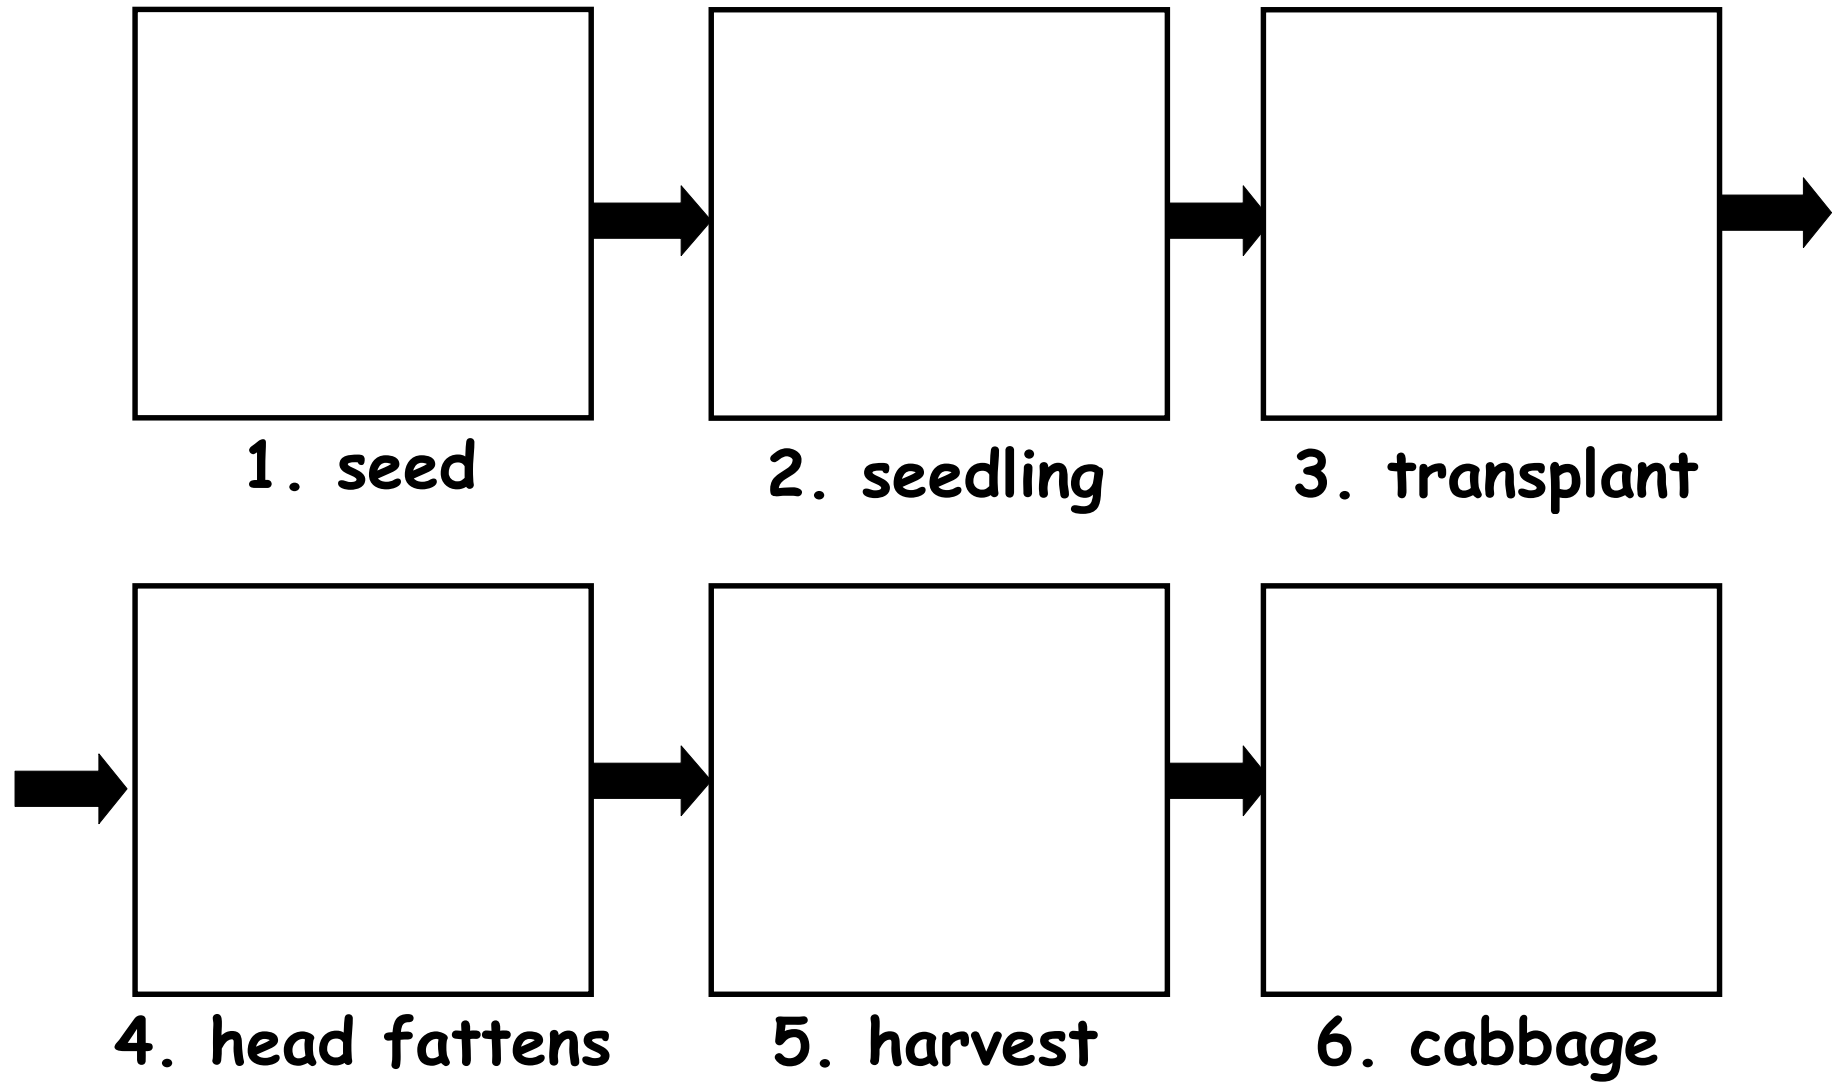 1. seed
2. seedling
3. transplant
4. head fattens
5. harvest
6. cabbage